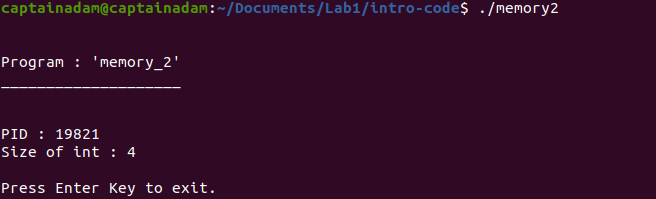 captainadam@captainadam:~/Documents/Lab1/intro-code$ ./memory2
Program : 'memory_2'
____________________
PID : 19821
Size of int : 4
Press Enter Key to exit.